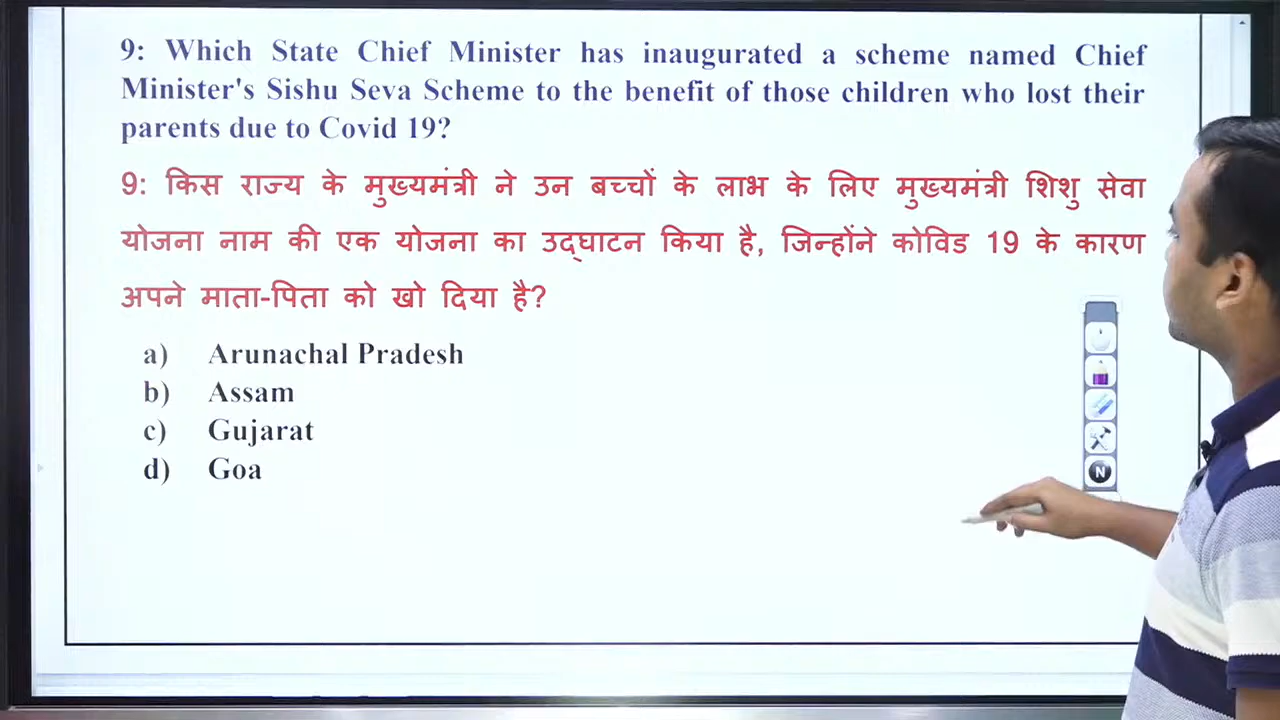 9: Which State Chief Minister has inaugurated a scheme named Chief
Minister's Sishu Seva Scheme to the benefit of those children who lost their
parents due to Covid 19?
9: किस राज्य के मुख्यमंत्री ने उन बच्चों के लाभ के लिए मुख्यमंत्री शिशु सेवा
योजना नाम की एक योजना का उद्घाटन किया है, जिन्होंने कोविड 19 के कारण
अपने माता-पिता को खो दिया है?
a) Arunachal Pradesh
b) Assam
c) Gujarat
d) Goa
N